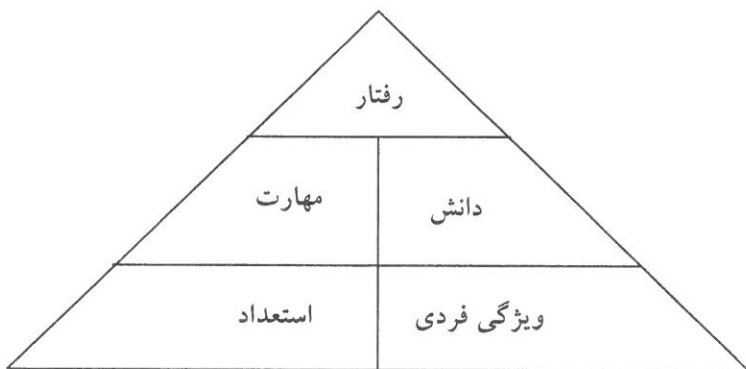 رفتار
دانش
مهارت
ویژگی فردی
استعداد